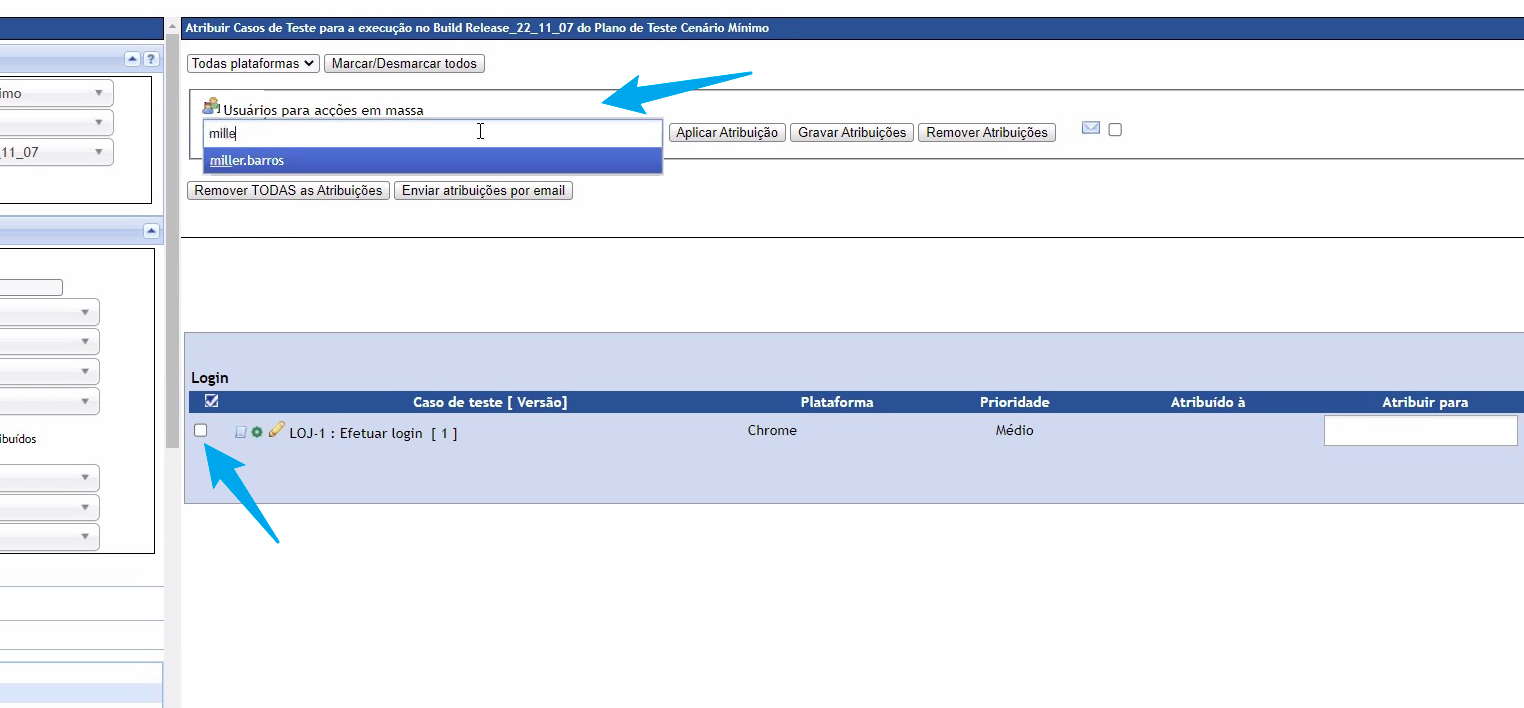 Atribuir Casos de Teste para a execução no Build Release_22_11_07 do Plano de Teste Cenário Mínimo
?
Todas plataformas Marcar/Desmarcar todos
imo
Usuários para acções em massa
mille
Aplicar Atribuição Gravar Atribuições Remover Atribuições
_11_07
miller.barros
Remover TODAS as Atribuições Enviar atribuições por email
Login
Caso de teste [ Versão] Plataforma Prioridade Atribuído à Atribuir para
LOJ-1 : Efetuar login [ 1 ] Chrome Médio
ibuídos